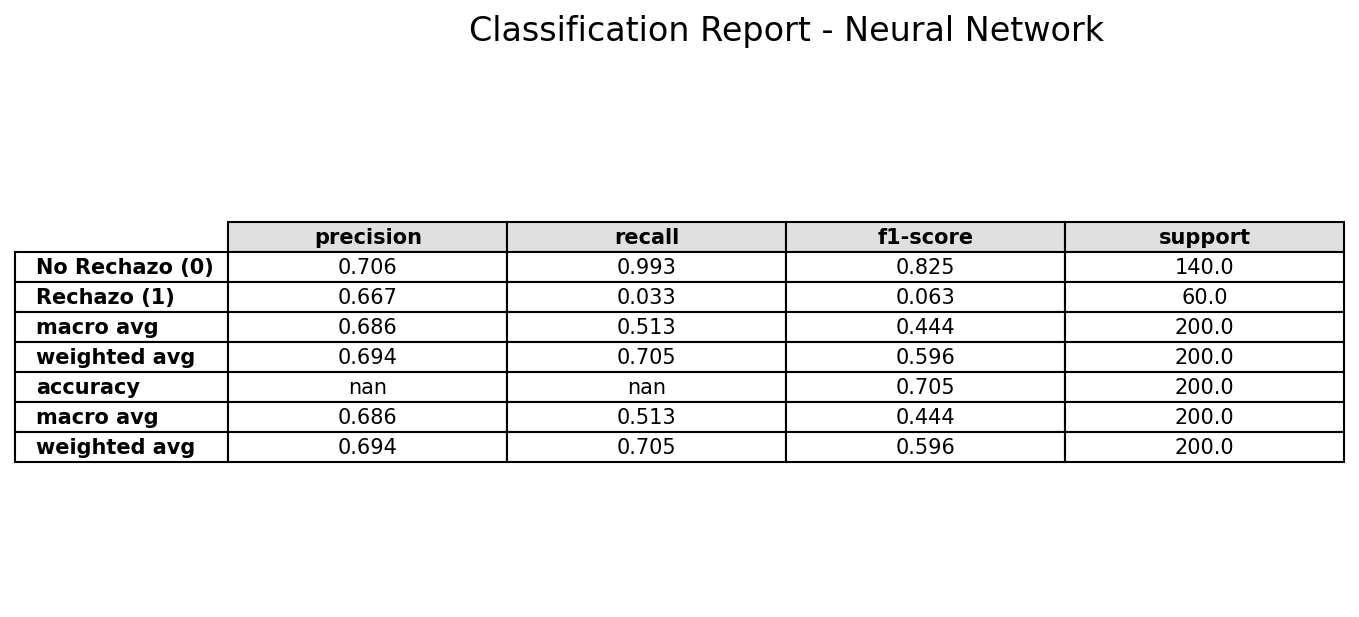 Classification Report - Neural Network
precision recall f1-score support
No Rechazo (0) 0.706 0.993 0.825 140.0
Rechazo (1) 0.667 0.033 0.063 60.0
macro avg 0.686 0.513 0.444 200.0
weighted avg 0.694 0.705 0.596 200.0
accuracy nan nan 0.705 200.0
macro avg 0.686 0.513 0.444 200.0
weighted avg 0.694 0.705 0.596 200.0